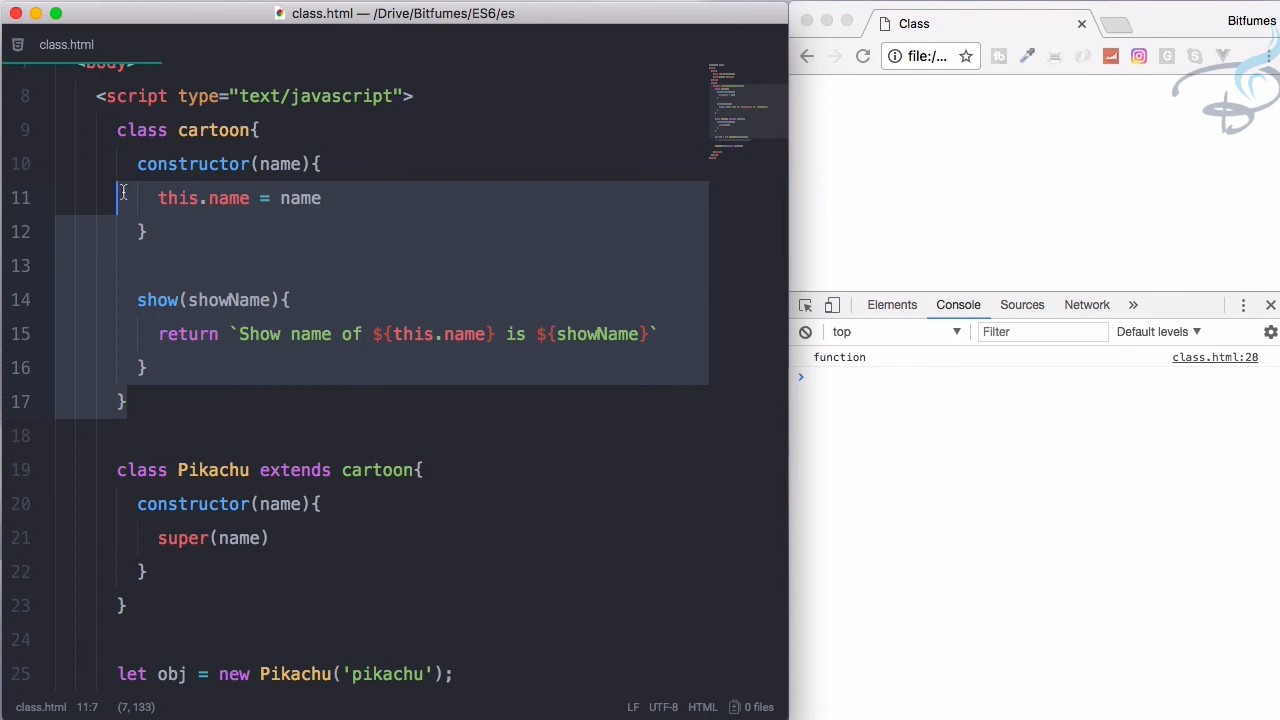 class.html — /Drive/Bitfumes/ES6/es
class.html
<body>
8 <script type="text/javascript">
9 class cartoon{
10 constructor(name){
11 this.name = name
12 }
13
14 show(showName){
15 return `Show name of ${this.name} is ${showName}`
16 }
17 }
18
19 class Pikachu extends cartoon{
20 constructor(name){
21 super(name)
22 }
23 }
24
25 let obj = new Pikachu('pikachu');
class.html 11:7 (7, 133) LF UTF-8 HTML 0 files
Class
Bitfumes
file:/...
Elements Console Sources Network »
top Filter Default levels
function class.html:28